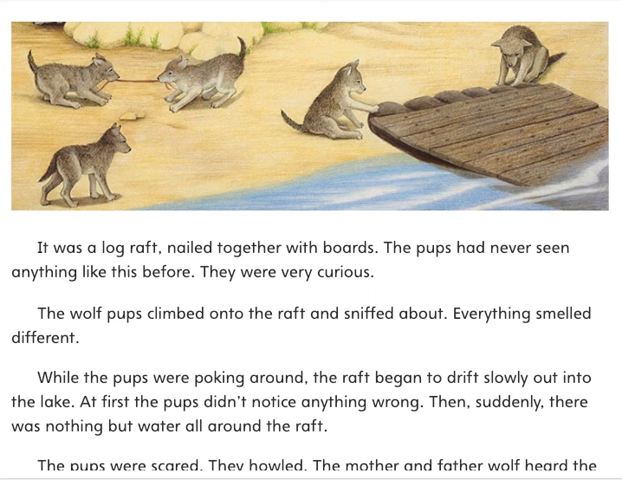 It was a log raft, nailed together with boards. The pups had never seen
anything like this before. They were very curious.
The wolf pups climbed onto the raft and sniffed about. Everything smelled
different.
While the pups were poking around, the raft began to drift slowly out into
the lake. At first the pups didn't notice anything wrong. Then, suddenly, there
was nothing but water all around the raft.
The pups were scared. They howled. The mother and father wolf heard the